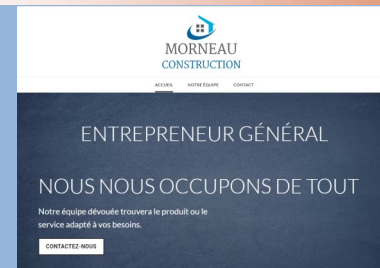 MORNEAU
CONSTRUCTION
ACCUEIL NOTRE ÉQUIPE CONTACT
ENTREPRENEUR GÉNÉRAL
NOUS NOUS OCCUPONS DE TOUT
Notre équipe dévouée trouvera le produit ou le
service adapté à vos besoins.
CONTACTEZ-NOUS